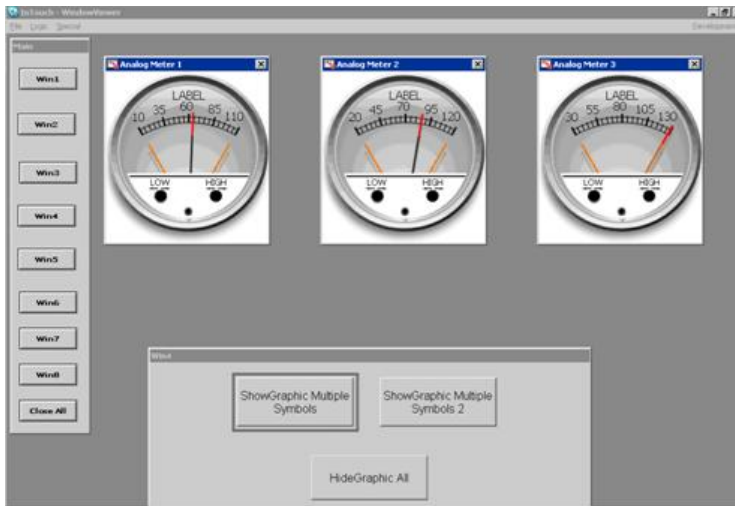 InTouch - WindowViewer
File Logic Special
Development
Main
Win1
Win2
Win3
Win4
Win5
Win6
Win7
Win8
Close All
Analog Meter 1
LABEL
10 35 60 85 110
LOW HIGH
Analog Meter 2
LABEL
20 45 70 95 120
LOW HIGH
Analog Meter 3
LABEL
30 55 80 105 130
LOW HIGH
Win4
ShowGraphic Multiple
Symbols
ShowGraphic Multiple
Symbols 2
HideGraphic All